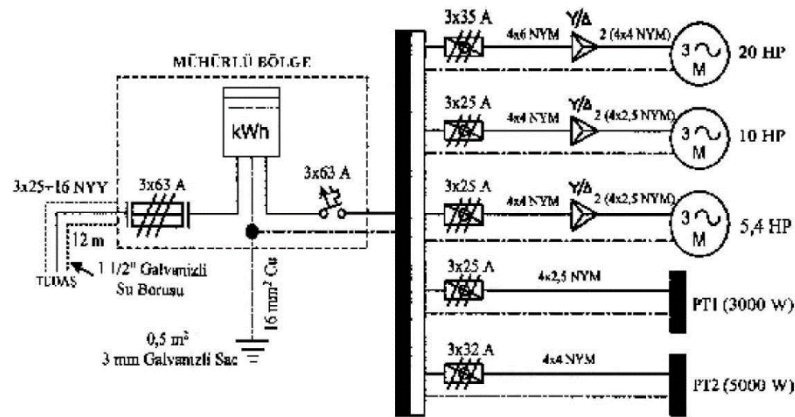 MÜHÜRLÜ BÖLGE
kWh
3x25+16 NYY
3x63 A
3x63 A
12 m
TEDAŞ
1 1/2" Galvanizli
Su Borusu
16 mm² Cu
0,5 m²
3 mm Galvanizli Sac
3x35 A
4x6 NYM
Y/Δ
2 (4x4 NYM)
3
M
20 HP
3x25 A
4x4 NYM
Y/Δ
2 (4x2,5 NYM)
3
M
10 HP
3x25 A
4x4 NYM
Y/Δ
2 (4x2,5 NYM)
3
M
5,4 HP
3x25 A
4x2,5 NYM
PT1 (3000 W)
3x32 A
4x4 NYM
PT2 (5000 W)